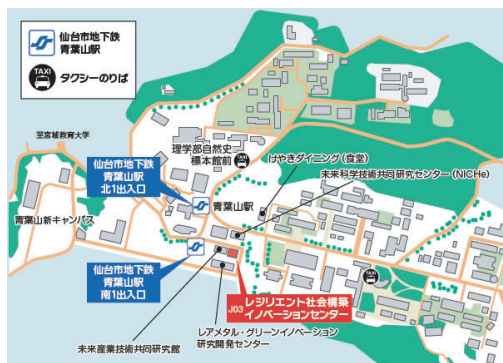 仙台市地下鉄
青葉山駅
TAXI
タクシーのりば
至宮城教育大学
理学部自然史
標本館前
TAXI
けやきダイニング(食堂)
仙台市地下鉄
青葉山駅
北1出入口
未来科学技術共同研究センター(NICHe)
青葉山駅
青葉山新キャンパス
仙台市地下鉄
青葉山駅
南1出入口
TAXI
J03
レジリエント社会構築
イノベーションセンター
未来産業技術共同研究館
レアメタル・グリーンイノベーション
研究開発センター